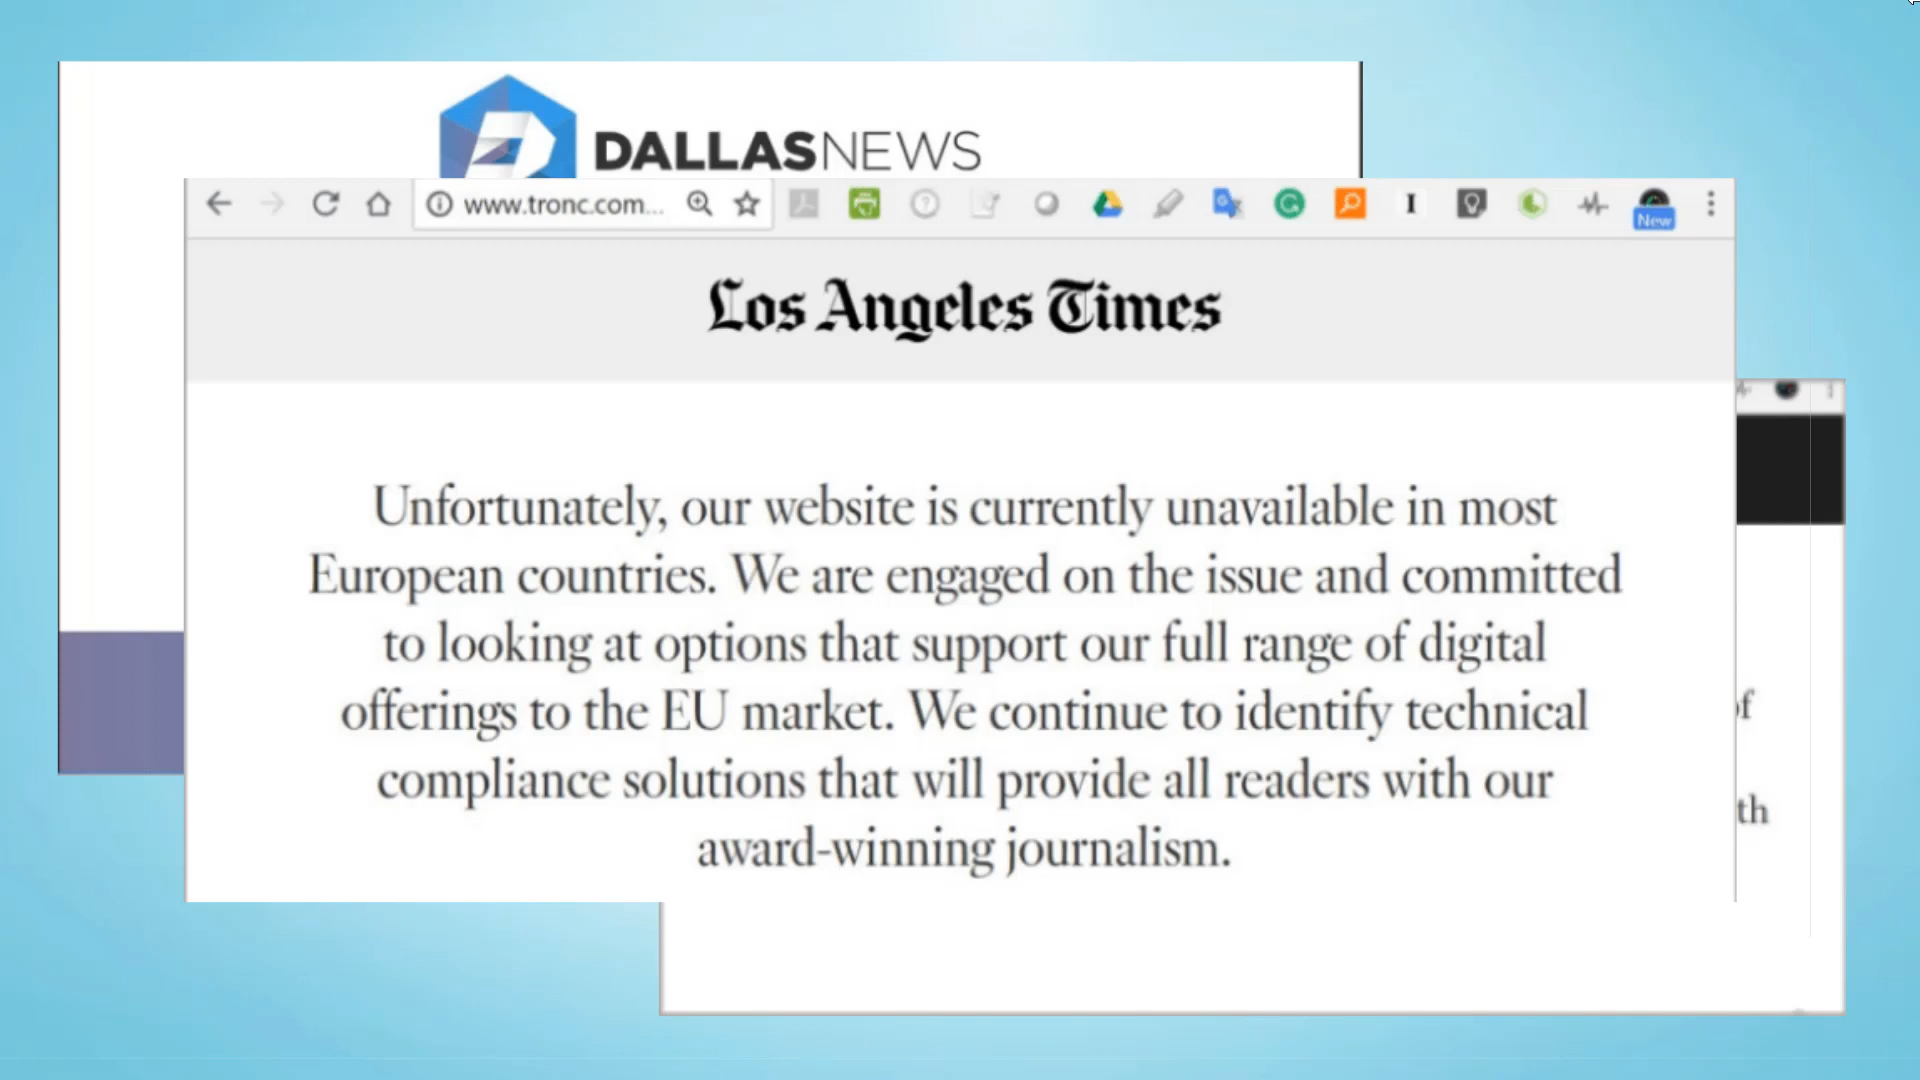 DALLASNEWS
www.tronc.com...
New
Los Angeles Times
Unfortunately, our website is currently unavailable in most
European countries. We are engaged on the issue and committed
to looking at options that support our full range of digital
offerings to the EU market. We continue to identify technical
compliance solutions that will provide all readers with our
award-winning journalism.
th